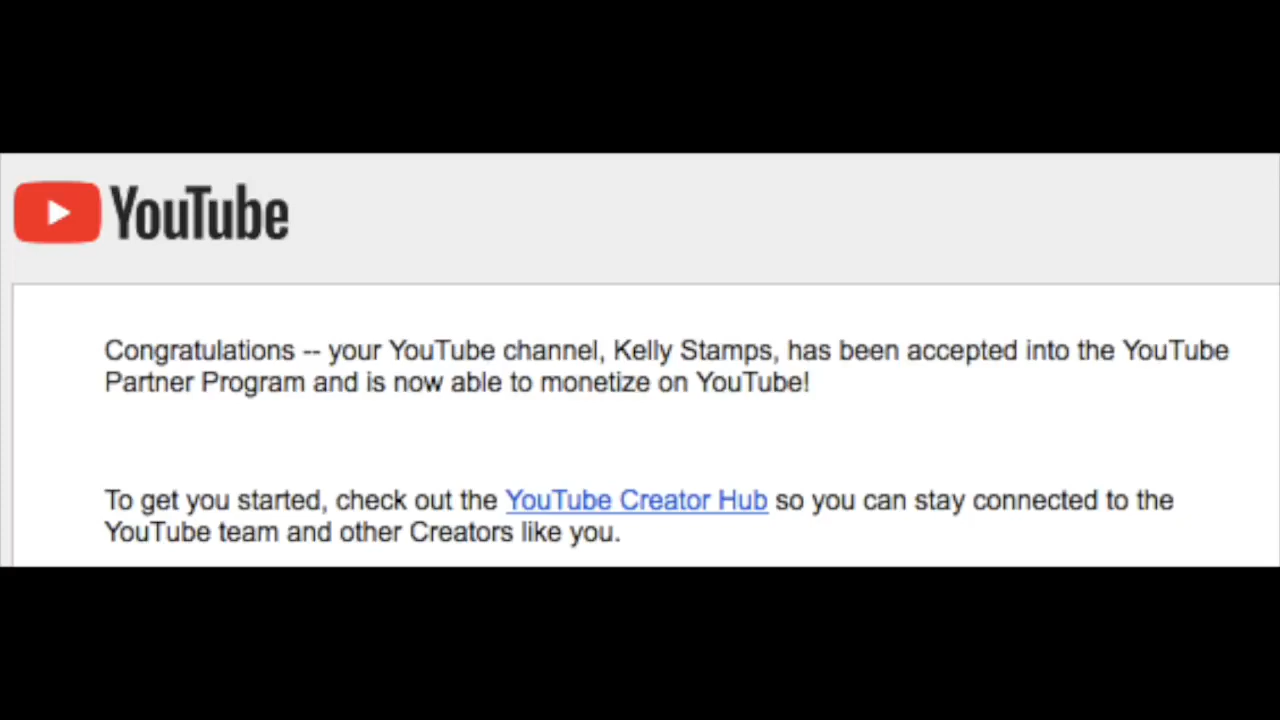 YouTube
Congratulations -- your YouTube channel, Kelly Stamps, has been accepted into the YouTube
Partner Program and is now able to monetize on YouTube!
To get you started, check out the YouTube Creator Hub so you can stay connected to the
YouTube team and other Creators like you.